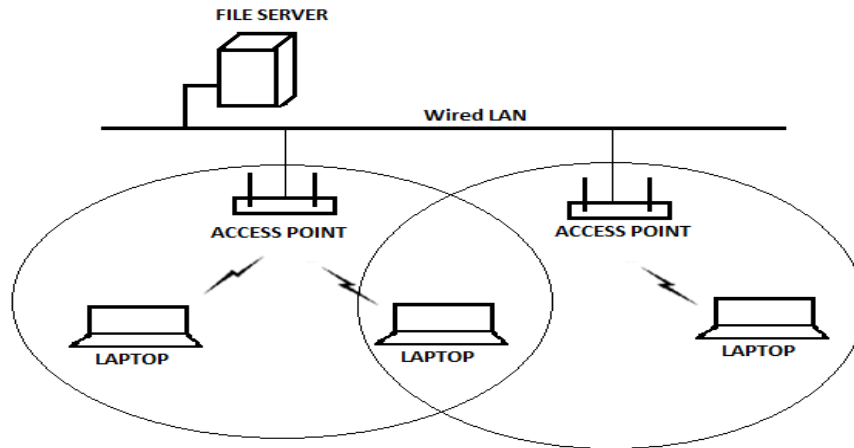 FILE SERVER
Wired LAN
ACCESS POINT
ACCESS POINT
LAPTOP
LAPTOP
LAPTOP